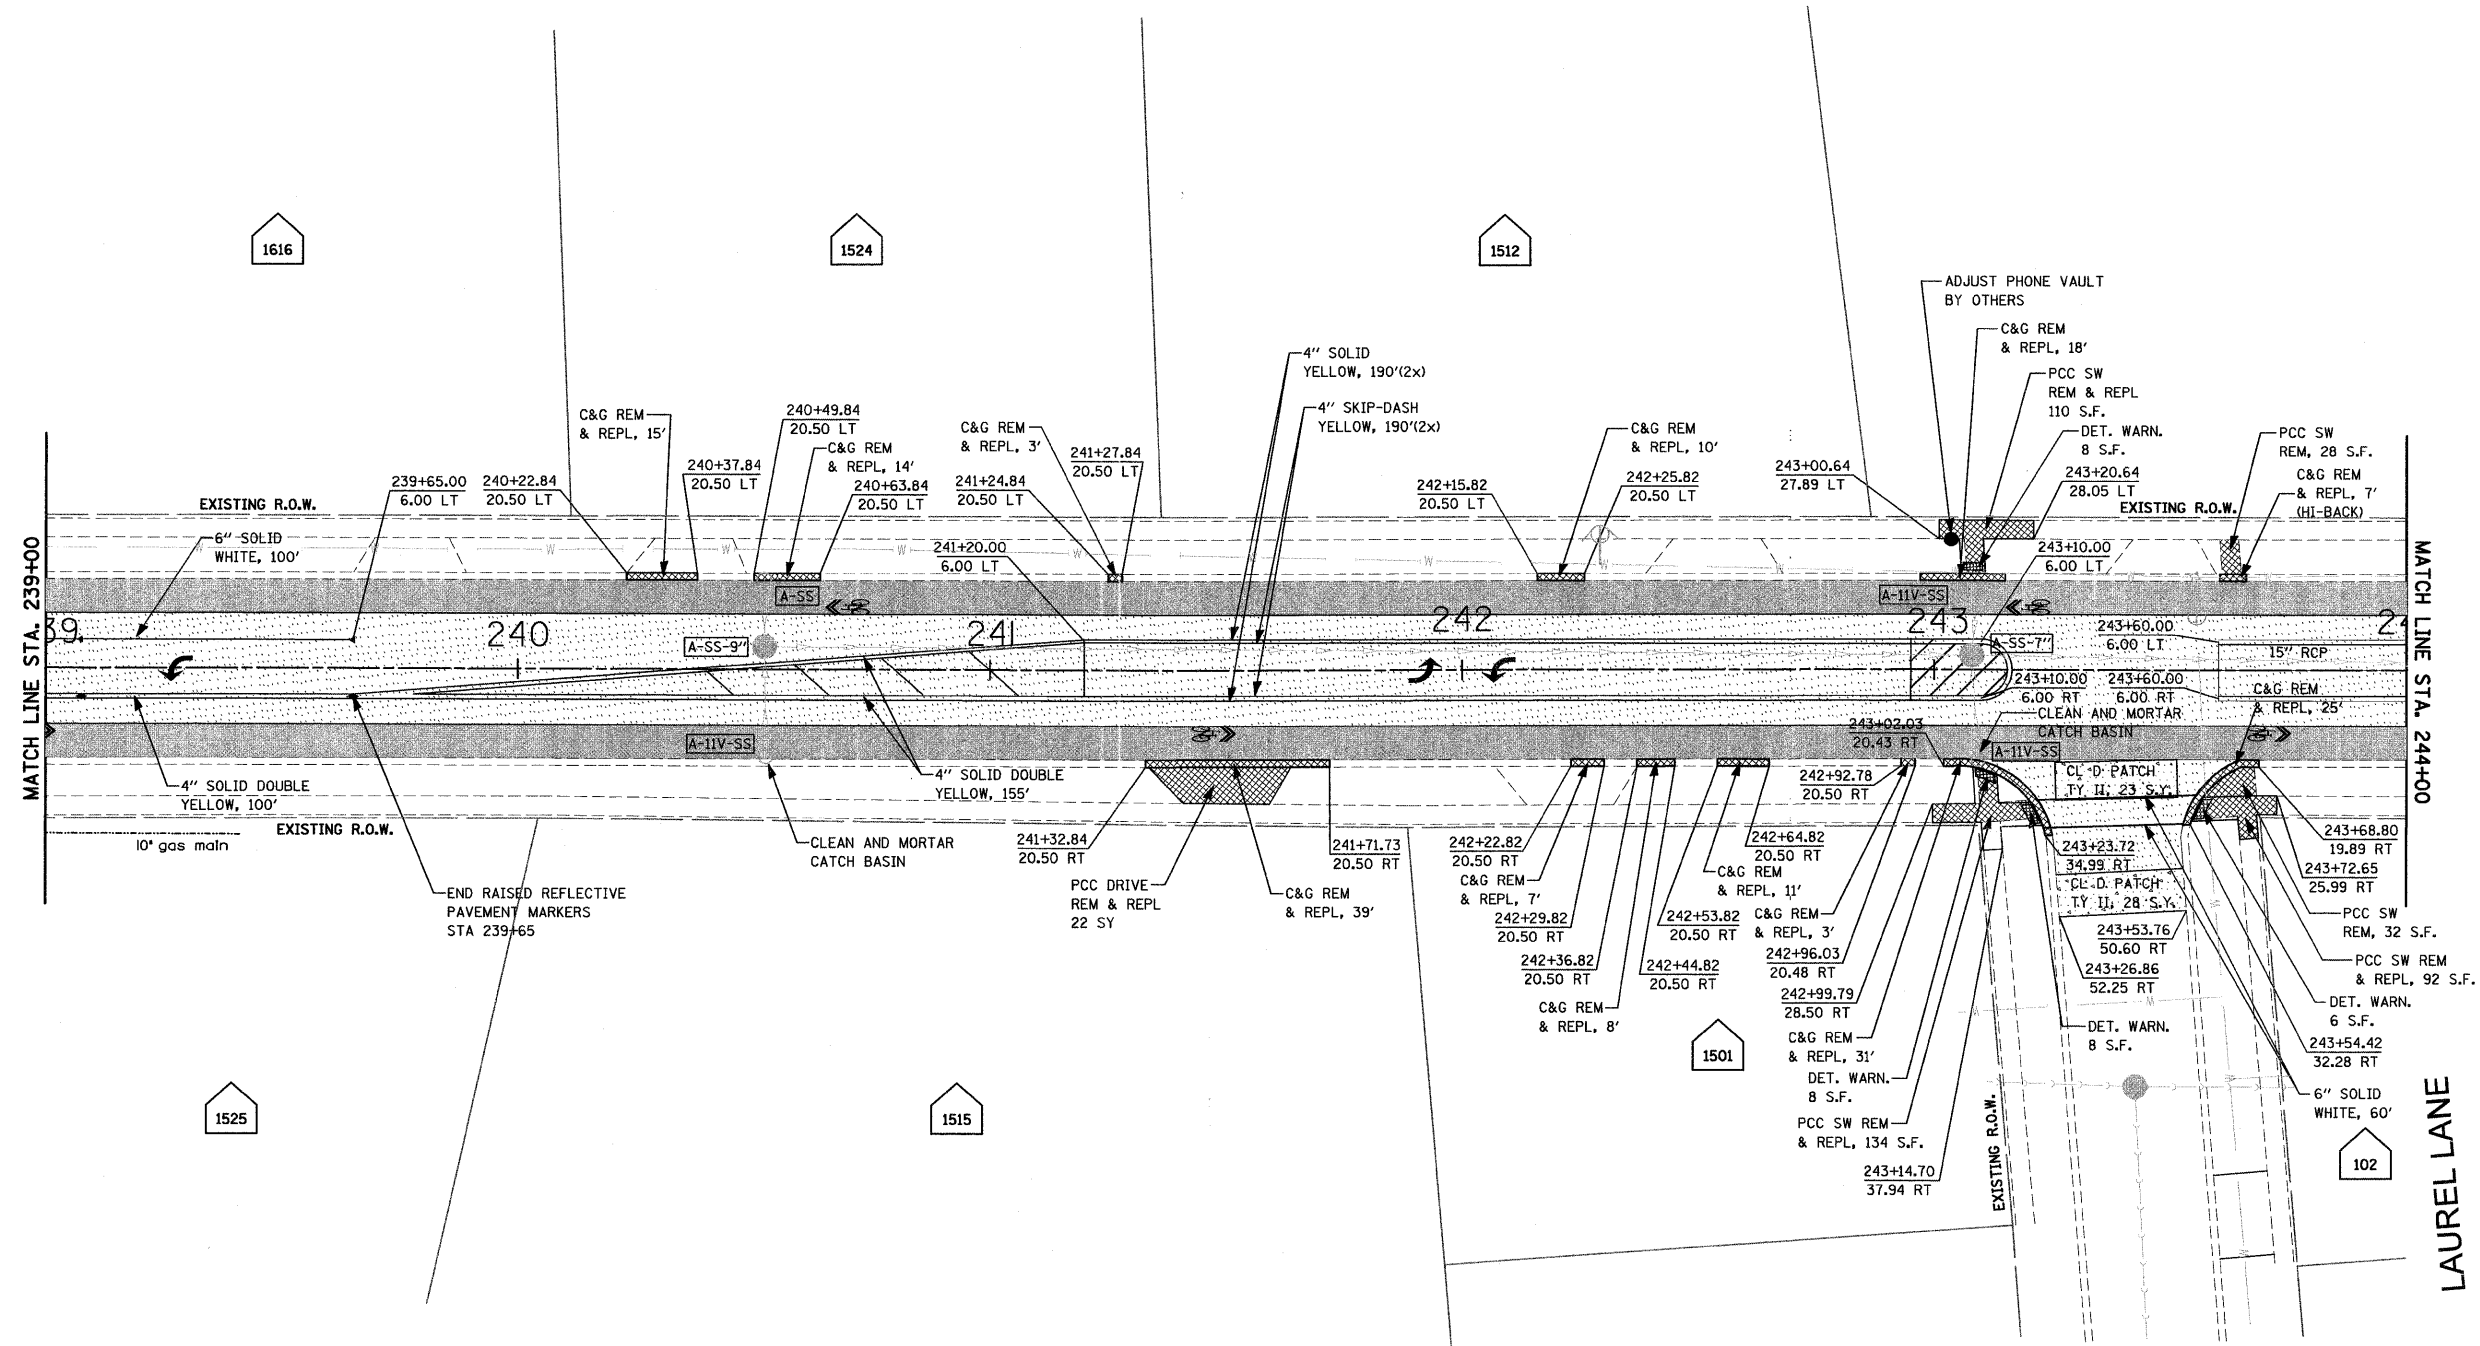 1616
1524
1512
ADJUST PHONE VAULT
BY OTHERS
C&G REM
& REPL, 18'
PCC SW
REM & REPL
110 S.F.
DET. WARN.
8 S.F.
243+20.64
28.05 LT
PCC SW
REM, 28 S.F.
C&G REM
& REPL, 7'
(HI-BACK)
EXISTING R.O.W.
4" SOLID
YELLOW, 190'(2x)
4" SKIP-DASH
YELLOW, 190'(2x)
C&G REM
& REPL, 15'
240+49.84
20.50 LT
C&G REM
& REPL, 14'
240+37.84
20.50 LT
240+63.84
20.50 LT
C&G REM
& REPL, 3'
241+27.84
20.50 LT
241+24.84
20.50 LT
C&G REM
& REPL, 10'
242+15.82
20.50 LT
242+25.82
20.50 LT
243+00.64
27.89 LT
239+65.00
6.00 LT
240+22.84
20.50 LT
EXISTING R.O.W.
6" SOLID
WHITE, 100'
W W W W W W
241+20.00
6.00 LT
243+10.00
6.00 LT
MATCH LINE STA. 239+00
MATCH LINE STA. 244+00
A-SS
A-11V-SS
39
240
241
242
243
24
A-SS-9"
A-SS-7"
243+60.00
6.00 LT
15" RCP
243+10.00
6.00 RT
243+60.00
6.00 RT
C&G REM
& REPL, 25'
CLEAN AND MORTAR
CATCH BASIN
243+02.03
20.43 RT
A-11V-SS
A-11V-SS
4" SOLID DOUBLE
YELLOW, 100'
4" SOLID DOUBLE
YELLOW, 155'
CL D PATCH
TY II, 23 S.Y.
242+92.78
20.50 RT
EXISTING R.O.W.
10" gas main
CLEAN AND MORTAR
CATCH BASIN
241+32.84
20.50 RT
241+71.73
20.50 RT
PCC DRIVE
REM & REPL
22 SY
C&G REM
& REPL, 39'
242+22.82
20.50 RT
C&G REM
& REPL, 7'
242+64.82
20.50 RT
C&G REM
& REPL, 11'
243+23.72
34.99 RT
CL D PATCH
TY II, 28 S.Y.
243+68.80
19.89 RT
243+72.65
25.99 RT
END RAISED REFLECTIVE
PAVEMENT MARKERS
STA 239+65
242+29.82
20.50 RT
242+53.82
20.50 RT
C&G REM
& REPL, 3'
PCC SW
REM, 32 S.F.
243+53.76
50.60 RT
242+36.82
20.50 RT
242+44.82
20.50 RT
242+96.03
20.48 RT
243+26.86
52.25 RT
PCC SW REM
& REPL, 92 S.F.
242+99.79
28.50 RT
C&G REM
& REPL, 8'
DET. WARN.
6 S.F.
1501
C&G REM
& REPL, 31'
DET. WARN.
8 S.F.
243+54.42
32.28 RT
DET. WARN.
8 S.F.
6" SOLID
WHITE, 60'
1525
1515
PCC SW REM
& REPL, 134 S.F.
243+14.70
37.94 RT
EXISTING R.O.W.
102
LAUREL LANE